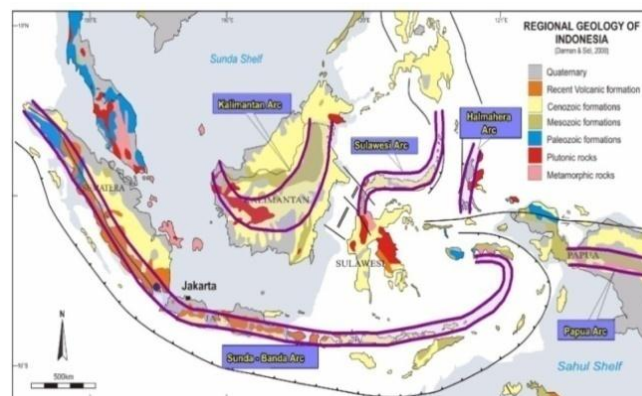 REGIONAL GEOLOGY OF
INDONESIA
Quaternary
Recent Volcanic formation
Cenozoic formations
Mesozoic formations
Paleozoic formations
Plutonic rocks
Metamorphic rocks
Sunda Shelf
Kalimantan Arc
Sulawesi Arc
Halmahera
Arc
SULAWESI
PAPUA
Jakarta
Papua Arc
Sunda - Banda Arc
Sahul Shelf
N
500km